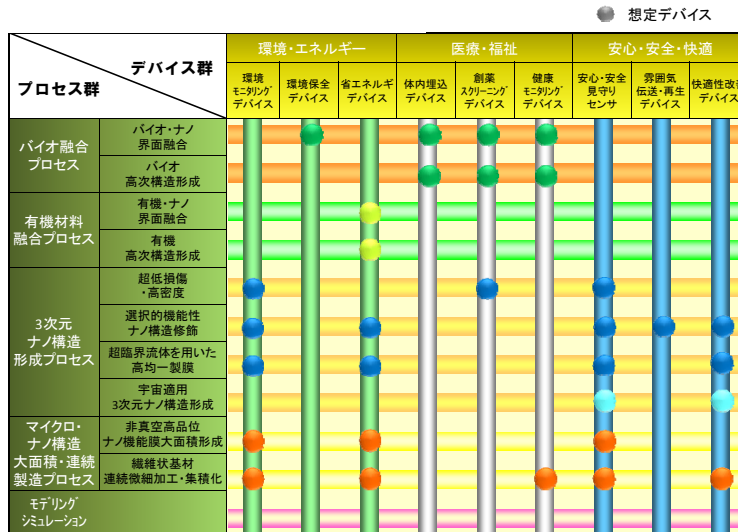 想定デバイス
デバイス群
プロセス群
環境・エネルギー
医療・福祉
安心・安全・快適
環境
モニタリング
デバイス
環境保全
デバイス
省エネルギ
デバイス
体内埋込
デバイス
創薬
スクリーニング
デバイス
健康
モニタリング
デバイス
安心・安全
見守り
センサ
雰囲気
伝送・再生
デバイス
快適性改善
デバイス
バイオ融合
プロセス
バイオ・ナノ
界面融合
バイオ
高次構造形成
有機材料
融合プロセス
有機・ナノ
界面融合
有機
高次構造形成
3次元
ナノ構造
形成プロセス
超低損傷
・高密度
選択的機能性
ナノ構造修飾
超臨界流体を用いた
高均一製膜
宇宙適用
3次元ナノ構造形成
マイクロ・
ナノ構造
大面積・連続
製造プロセス
非真空高品位
ナノ機能膜大面積形成
繊維状基材
連続微細加工・集積化
モデリング
シミュレーション